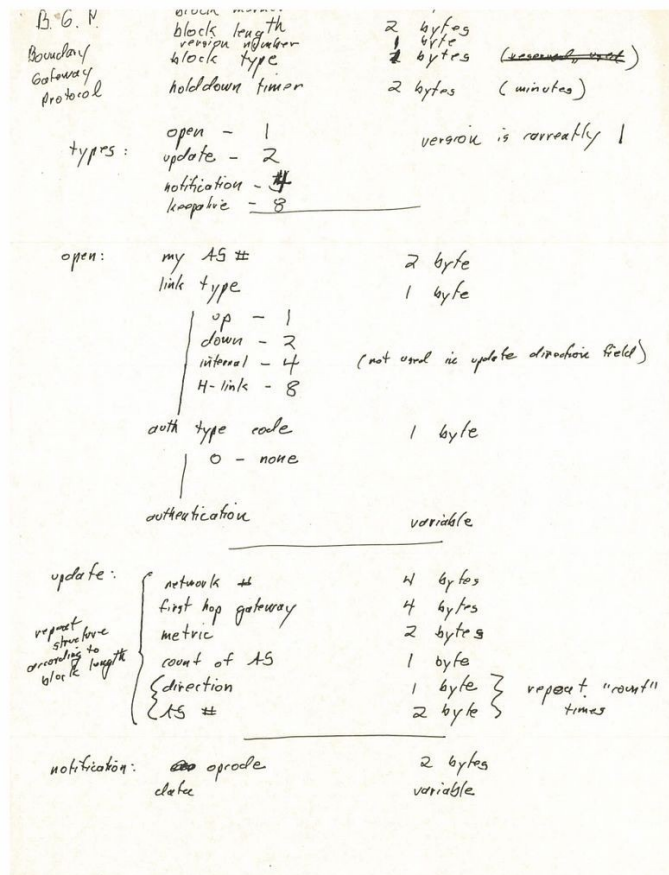 B.G.P.
Boundary
Gateway
Protocol
block marker
block length 2 bytes
version number 1 byte
block type 1 bytes
holddown timer 2 bytes (minutes)
types: open - 1 version is currently 1
update - 2
notification - 4
keepalive - 8
open: my AS # 2 byte
link type 1 byte
up - 1
down - 2
internal - 4 (not used in update direction field)
H-link - 8
auth type code 1 byte
0 - none
authentication variable
update: network # 4 bytes
first hop gateway 4 bytes
metric 2 bytes
count of AS 1 byte
direction 1 byte
AS # 2 byte
repeat "count" times
repeat
structure
according to
block length
notification: opcode 2 bytes
data variable